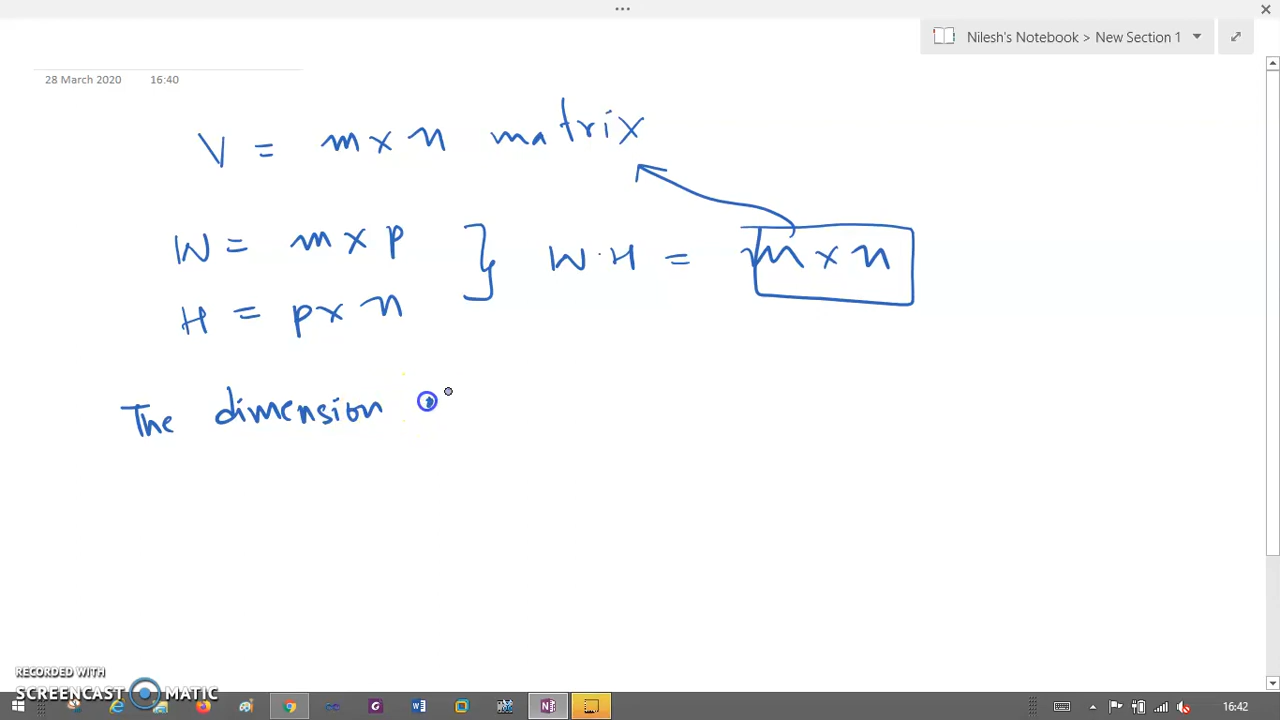 ...
Nilesh's Notebook > New Section 1
28 March 2020 16:40
V = m x n matrix
W = m x p
H = p x n
} W . H = m x n
The dimension
RECORDED WITH
SCREENCAST MATIC
16:42